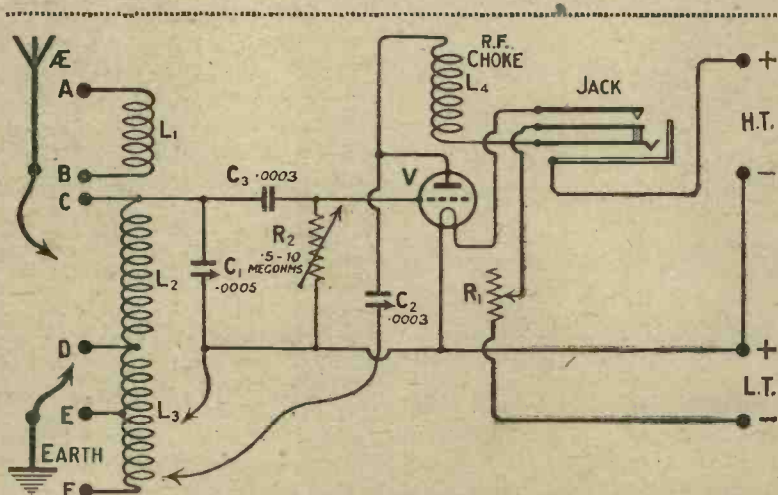 Æ
A
L₁
B
C
R.F.
CHOKE
L₄
JACK
+
H.T.
–
C₃ .0003
V
R₂
.5-10
MEGOHMS
C₁
.0005
L₂
C₂
.0003
R₁
D
E
L₃
EARTH
F
+
L.T.
–